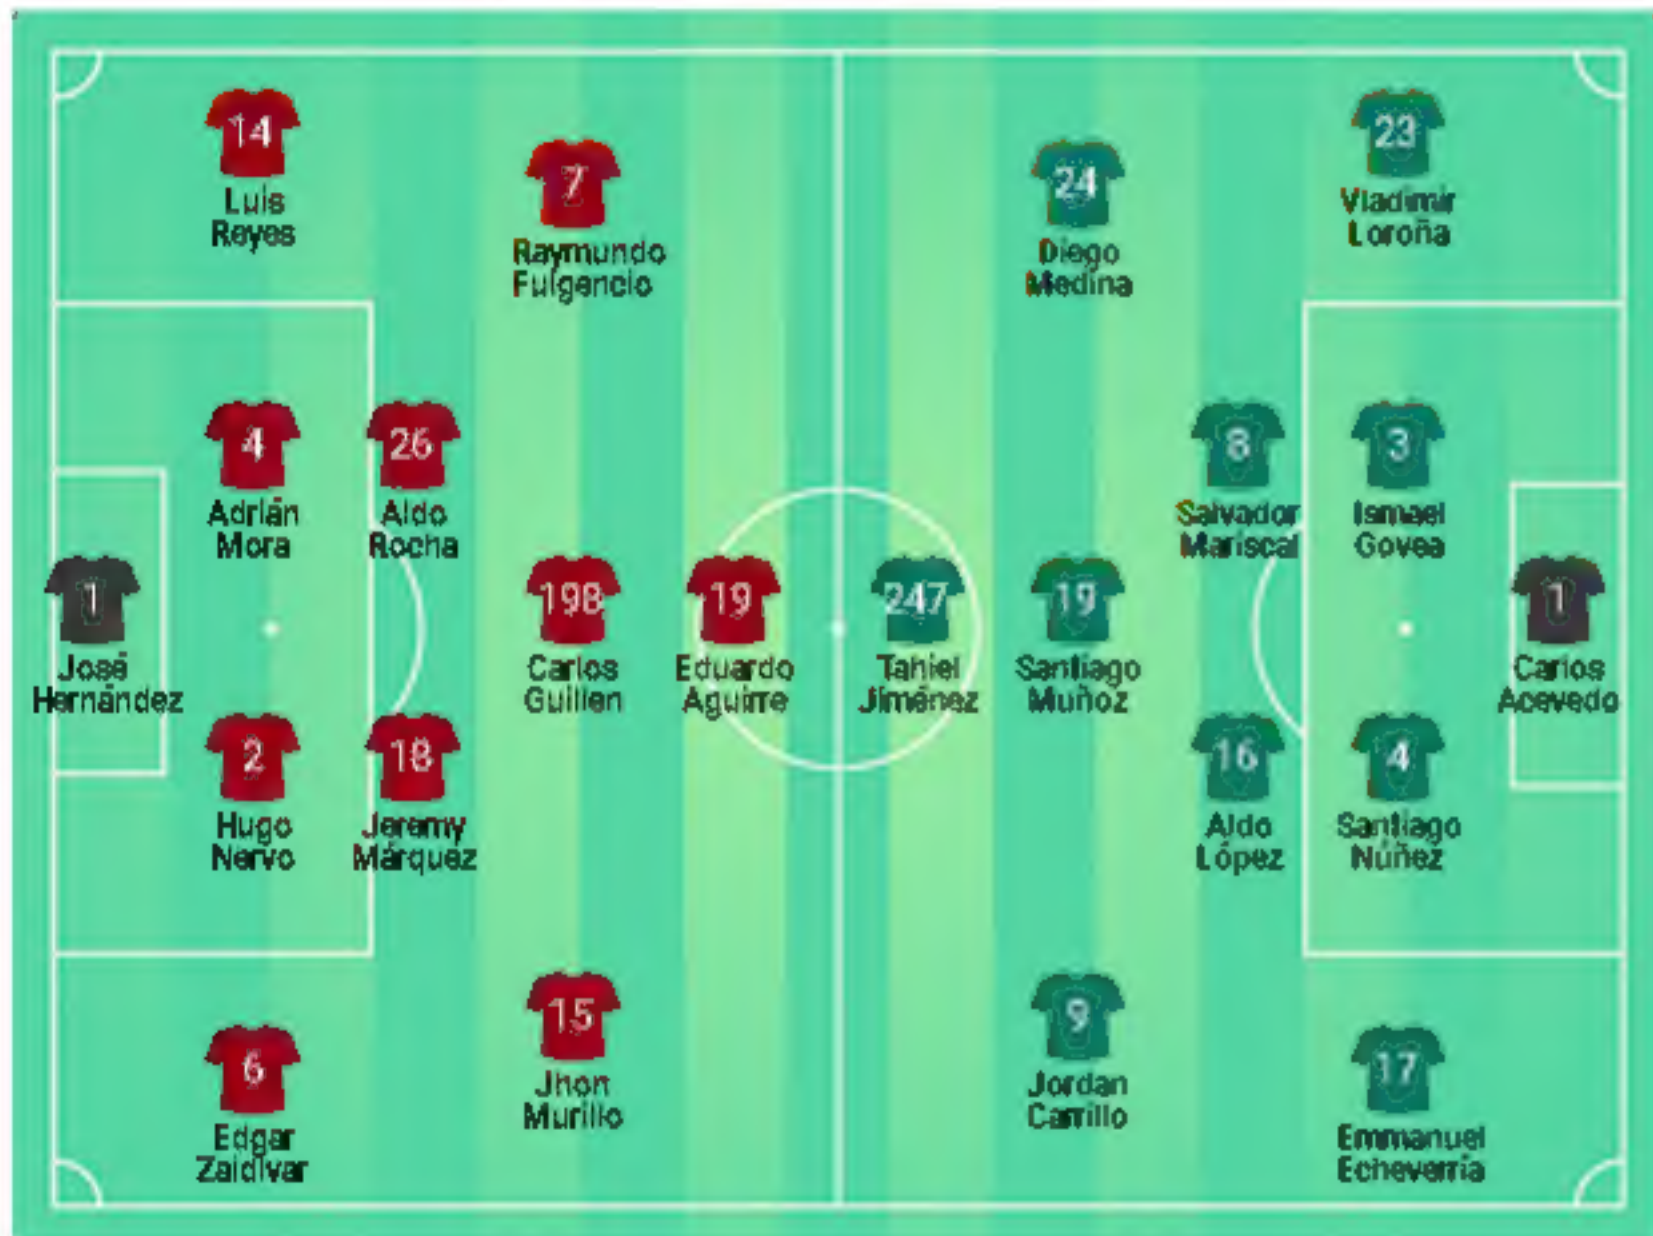 14
Luis
Reyes
7
Raymundo
Fulgencio
24
Diego
Medina
23
Vladimir
Loroña
4
Adrián
Mora
26
Aldo
Rocha
8
Salvador
Mariscal
3
Ismael
Govea
1
José
Hernández
198
Carlos
Guillen
19
Eduardo
Aguirre
247
Tahiel
Jiménez
19
Santiago
Muñoz
1
Carlos
Acevedo
2
Hugo
Nervo
18
Jeremy
Márquez
16
Aldo
López
4
Santiago
Núñez
6
Edgar
Zaldívar
15
Jhon
Murillo
9
Jordan
Carrillo
17
Emmanuel
Echeverría